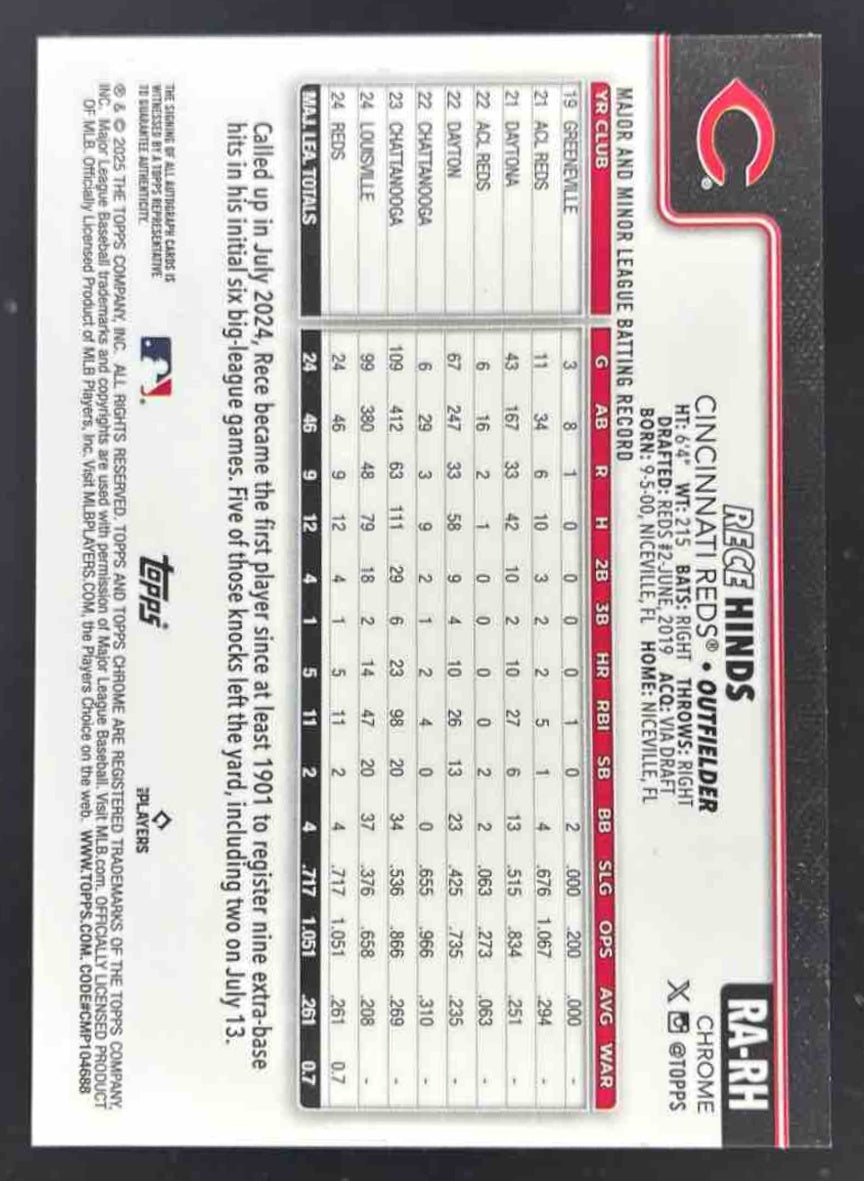 RA-RH
CHROME
@TOPPS
RECE HINDS
CINCINNATI REDS® • OUTFIELDER
HT: 6'4" WT: 215 BATS: RIGHT THROWS: RIGHT
DRAFTED: REDS #2-JUNE, 2019 ACQ: VIA DRAFT
BORN: 9-5-00, NICEVILLE, FL HOME: NICEVILLE, FL
C
®
MAJOR AND MINOR LEAGUE BATTING RECORD
YR CLUB G AB R H 2B 3B HR RBI SB BB SLG OPS AVG WAR
19 GREENEVILLE 3 8 1 0 0 0 0 1 0 2 .000 .200 .000 -
21 ACL REDS 11 34 6 10 3 2 2 5 1 4 .676 1.067 .294 -
21 DAYTONA 43 167 33 42 10 2 10 27 6 13 .515 .834 .251 -
22 ACL REDS 6 16 2 1 0 0 0 0 2 2 .063 .273 .063 -
22 DAYTON 67 247 33 58 9 4 10 26 13 23 .425 .735 .235 -
22 CHATTANOOGA 6 29 3 9 2 1 2 4 0 0 .655 .966 .310 -
23 CHATTANOOGA 109 412 63 111 29 6 23 98 20 34 .536 .866 .269 -
24 LOUISVILLE 99 380 48 79 18 2 14 47 20 37 .376 .658 .208 -
24 REDS 24 46 9 12 4 1 5 11 2 4 .717 1.051 .261 0.7
MAJ. LEA. TOTALS 24 46 9 12 4 1 5 11 2 4 .717 1.051 .261 0.7
Called up in July 2024, Rece became the first player since at least 1901 to register nine extra-base
hits in his initial six big-league games. Five of those knocks left the yard, including two on July 13.
THE SIGNING OF ALL AUTOGRAPH CARDS IS
WITNESSED BY A TOPPS REPRESENTATIVE
TO GUARANTEE AUTHENTICITY.
topps
PLAYERS
® & © 2025 THE TOPPS COMPANY, INC. ALL RIGHTS RESERVED. TOPPS AND TOPPS CHROME ARE REGISTERED TRADEMARKS OF THE TOPPS COMPANY,
INC. Major League Baseball trademarks and copyrights are used with permission of Major League Baseball. Visit MLB.com. OFFICIALLY LICENSED PRODUCT
OF MLB. Officially Licensed Product of MLB Players, Inc. Visit MLBPLAYERS.COM, the Players Choice on the web. WWW.TOPPS.COM. CODE#CMP104688